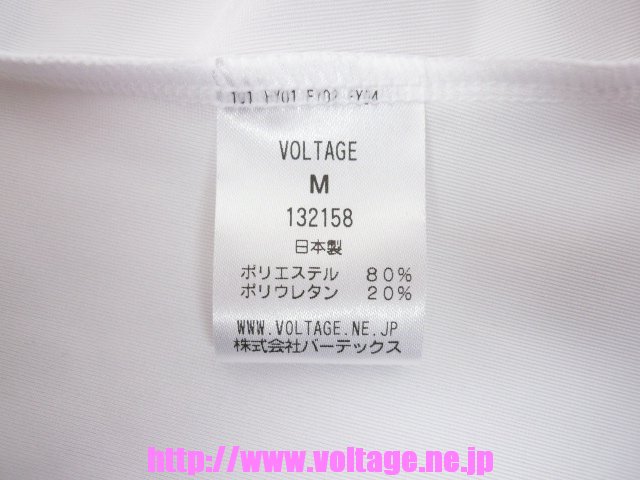 VOLTAGE
M
132158
日本製
ポリエステル 80%
ポリウレタン 20%
WWW.VOLTAGE.NE.JP
株式会社バーテックス
http://www.voltage.ne.jp